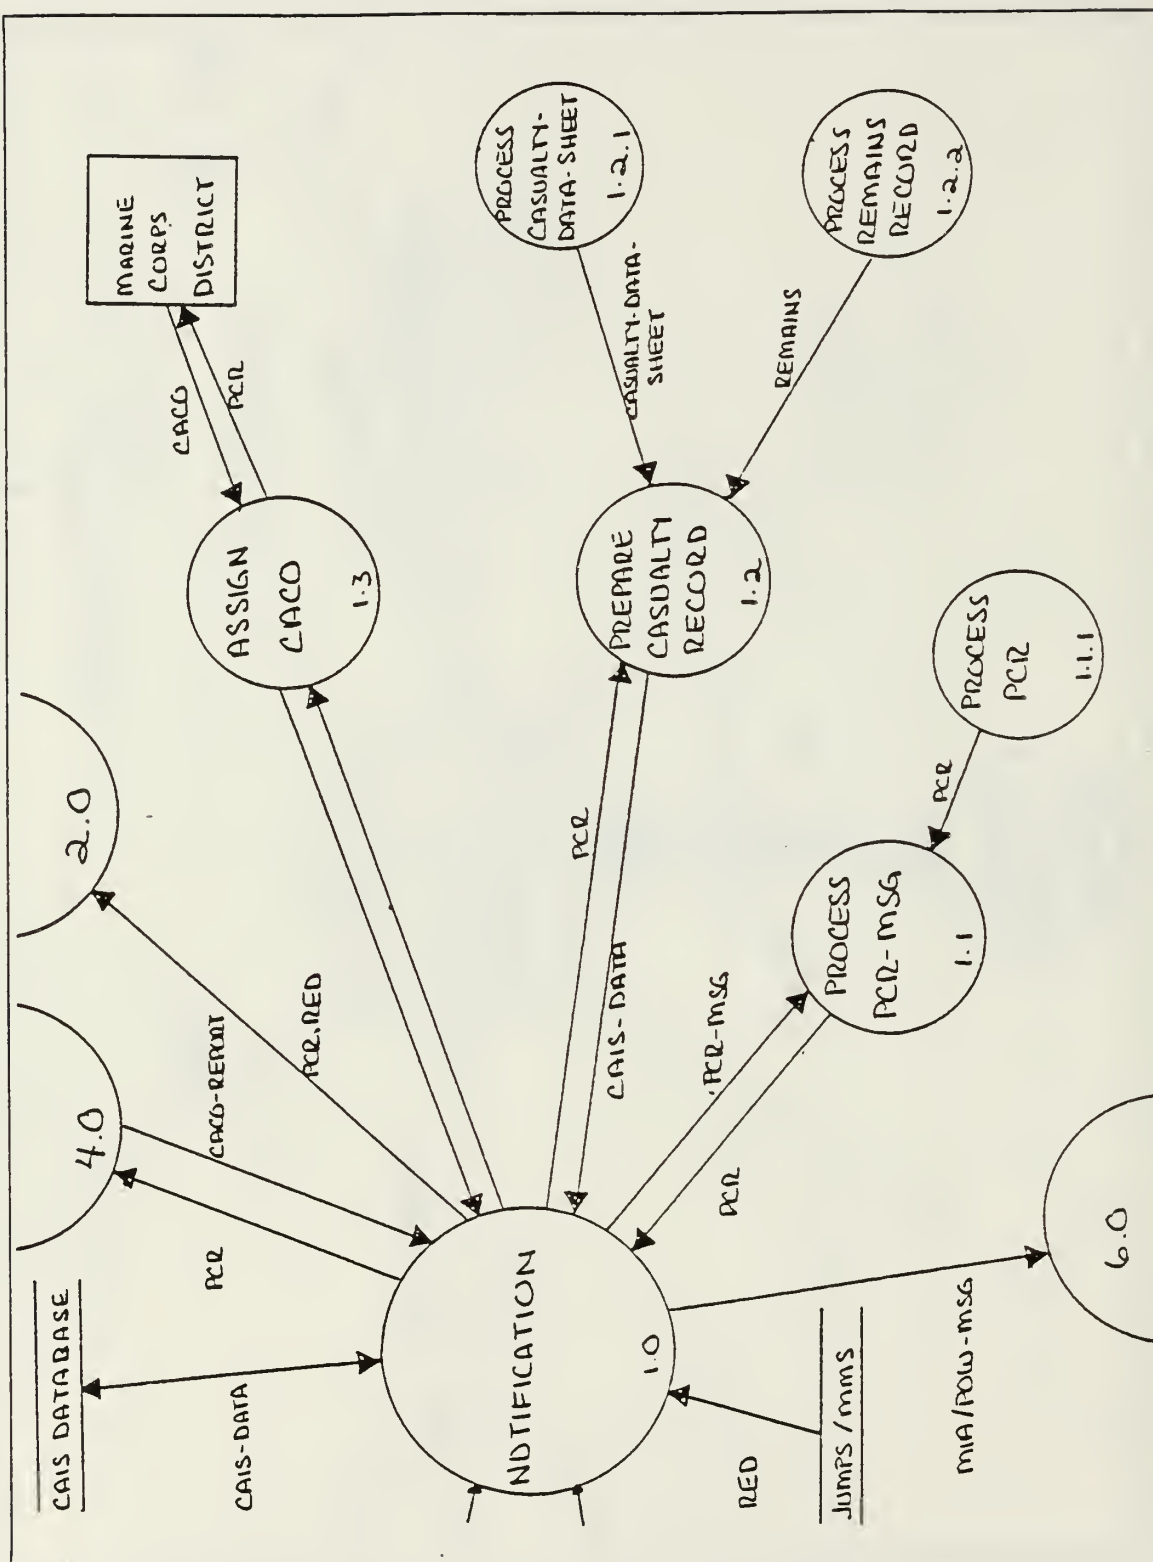 CAIS DATABASE
CAIS-DATA
4.0
PCR
CACO-REPORT
2.0
PCR, RED
MARINE
CORPS
DISTRICT
CACO
PCR
ASSIGN
CACO
1.3
NOTIFICATION
1.0
PCR
CAIS-DATA
PREPARE
CASUALTY
RECORD
1.2
CASUALTY-DATA-
SHEET
PROCESS
CASUALTY-
DATA-SHEET
1.2.1
REMAINS
PROCESS
REMAINS
RECORD
1.2.2
PCR-MSG
PCR
PROCESS
PCR-MSG
1.1
PCR
PROCESS
PCR
1.1.1
RED
JUMPS/MMS
MIA/POW-MSG
6.0